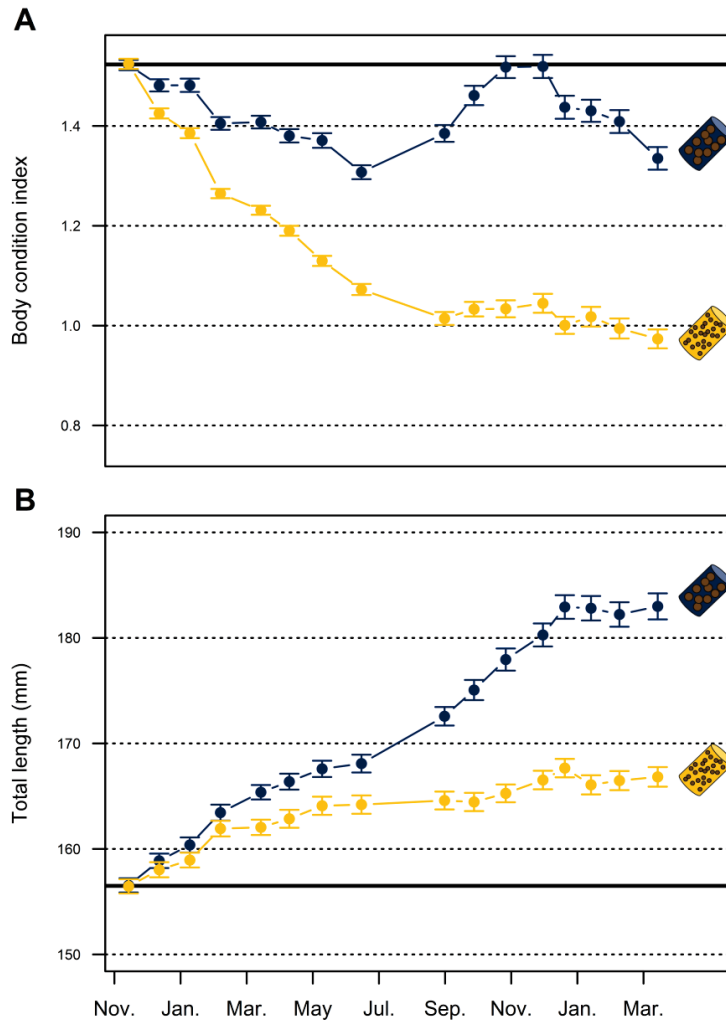 A
Body condition index
1.4
1.2
1.0
0.8
B
Total length (mm)
190
180
170
160
150
Nov. Jan. Mar. May Jul. Sep. Nov. Jan. Mar.